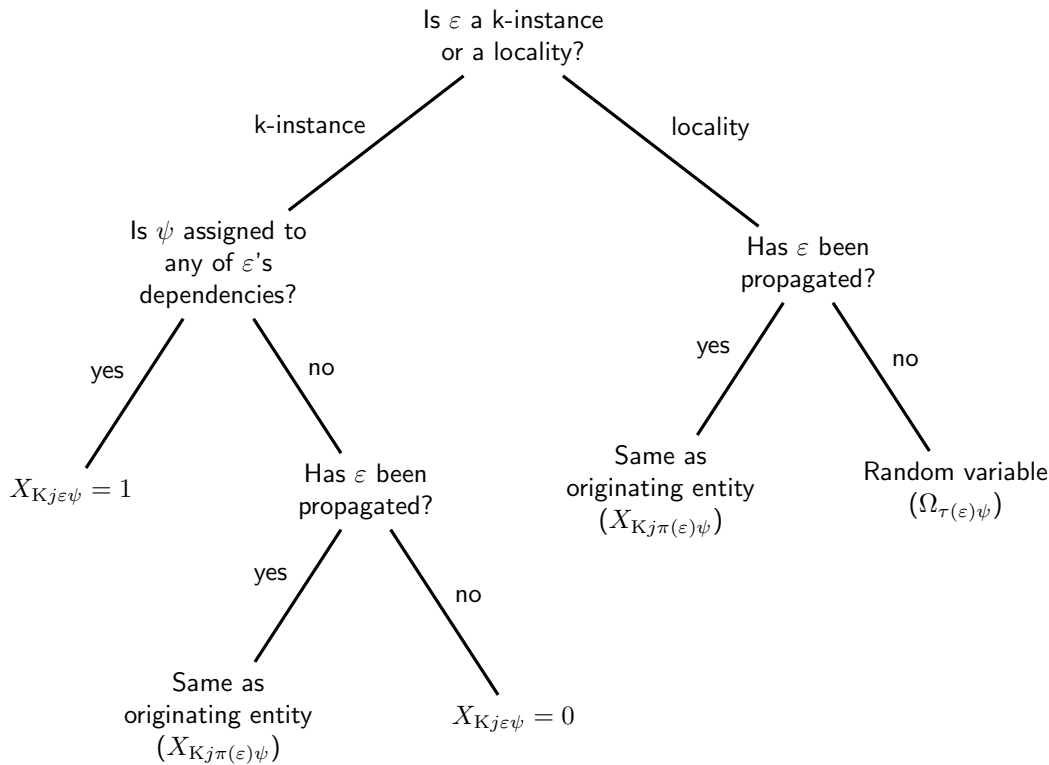 Is ε a k-instance
or a locality?
k-instance
locality
Is ψ assigned to
any of ε's
dependencies?
Has ε been
propagated?
yes
no
yes
no
X_{Kjεψ} = 1
Has ε been
propagated?
Same as
originating entity
(X_{Kjπ(ε)ψ})
Random variable
(Ω_{τ(ε)ψ})
yes
no
Same as
originating entity
(X_{Kjπ(ε)ψ})
X_{Kjεψ} = 0